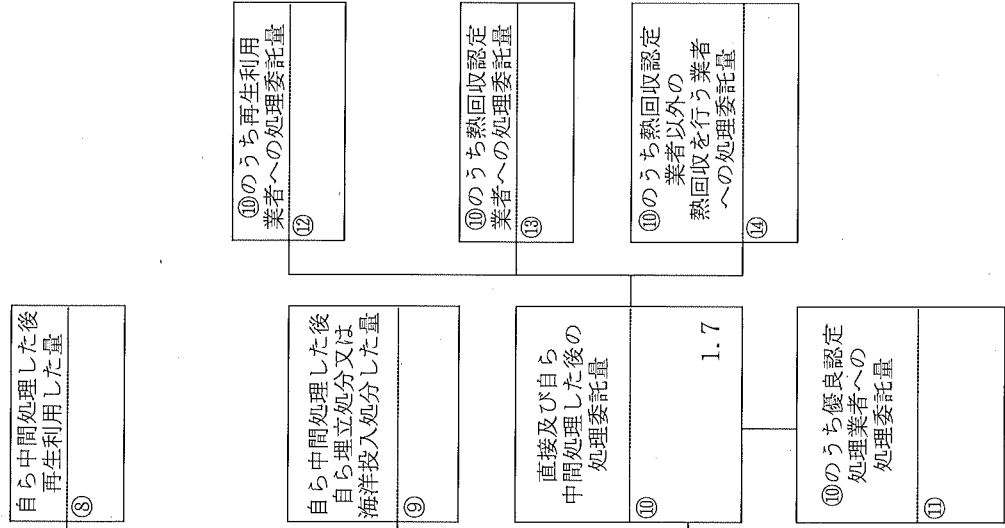 自ら中間処理した後
再生利用した量
⑧
自ら中間処理した後
自ら埋立処分又は
海洋投入処分した量
⑨
直接及び自ら
中間処理した後の
処理委託量
⑩
1.7
⑩のうち優良認定
処理業者への
処理委託量
⑪
⑩のうち再生利用
業者への処理委託量
⑫
⑩のうち熱回収認定
業者への処理委託量
⑬
⑩のうち熱回収認定
業者以外の
熱回収を行う業者
への処理委託量
⑭